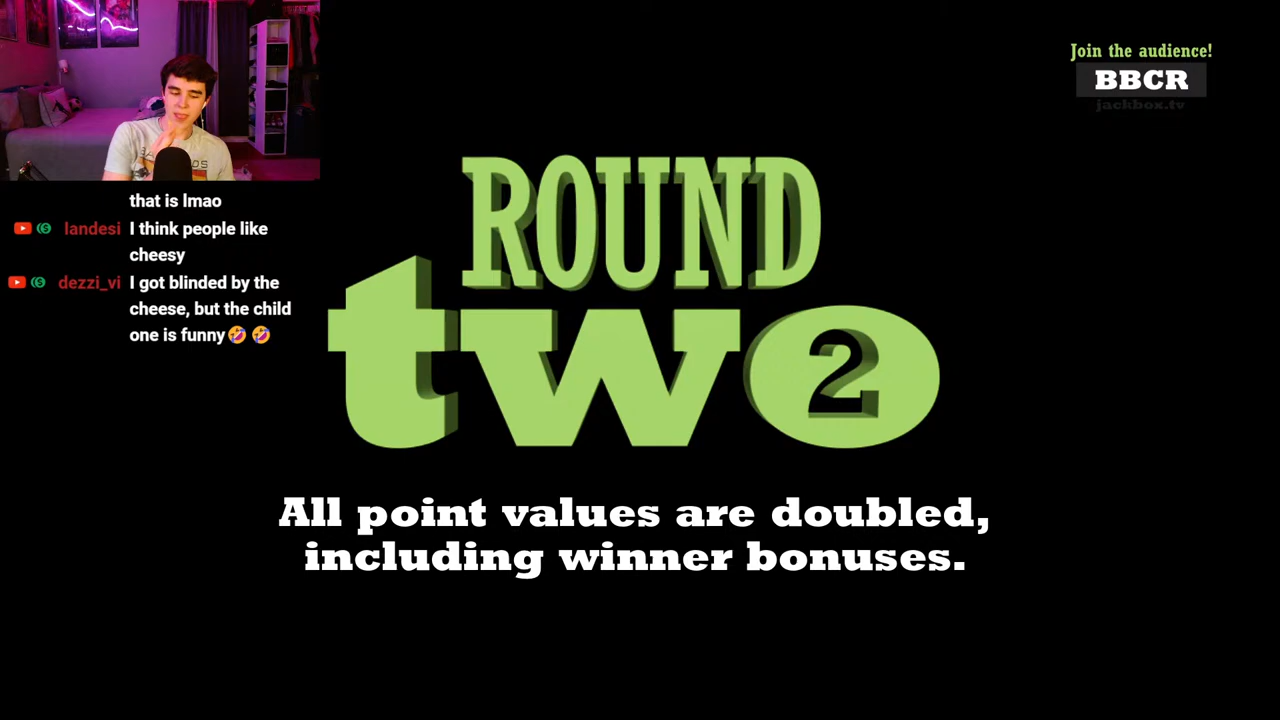 Join the audience!
BBCR
jackbox.tv
that is lmao
landesi I think people like
cheesy
dezzi_vi I got blinded by the
cheese, but the child
one is funny🤣 🤣
ROUND
two
2
All point values are doubled,
including winner bonuses.